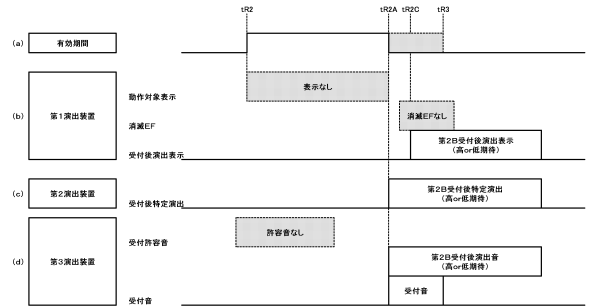 tR2
tR2A
tR2C
tR3
(a)
有効期間
(b)
第1演出装置
動作対象表示
表示なし
消滅EF
消滅EFなし
受付後演出表示
第2B受付後演出表示
(高or低期待)
(c)
第2演出装置
受付後特定演出
第2B受付後特定演出
(高or低期待)
(d)
第3演出装置
受付許容音
許容音なし
第2B受付後演出音
(高or低期待)
受付音
受付音